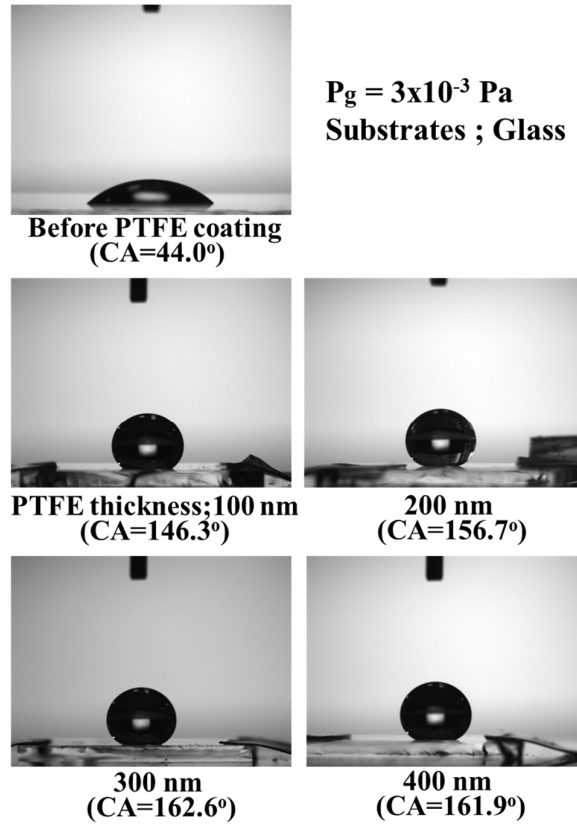 Pg = 3x10⁻³ Pa
Substrates ; Glass
Before PTFE coating
(CA=44.0º)
PTFE thickness;100 nm
(CA=146.3º)
200 nm
(CA=156.7º)
300 nm
(CA=162.6º)
400 nm
(CA=161.9º)